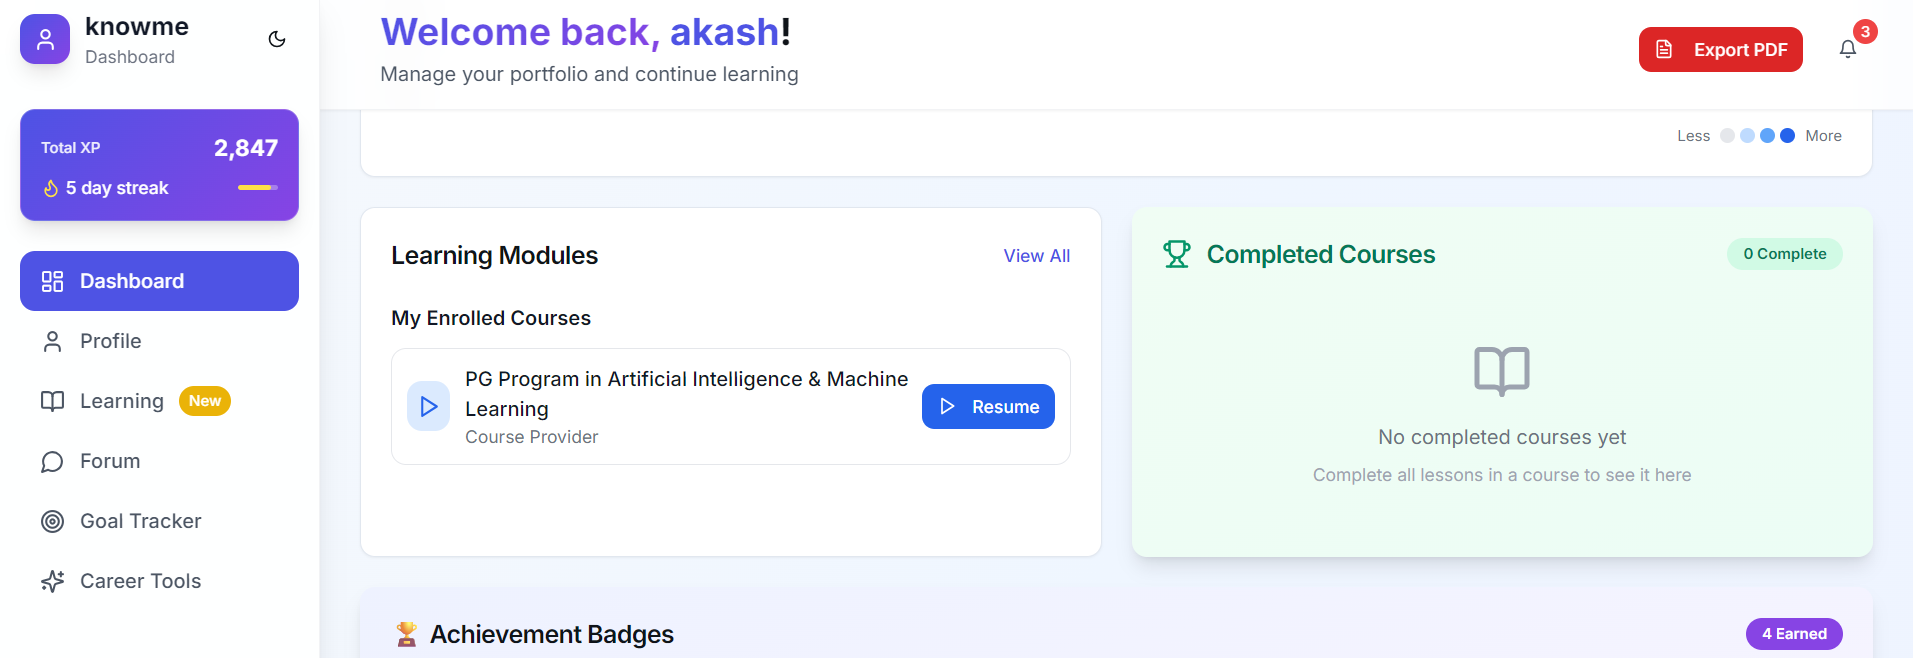 knowme
Dashboard
Total XP
2,847
5 day streak
Dashboard
Profile
Learning
New
Forum
Goal Tracker
Career Tools
Welcome back, akash!
Manage your portfolio and continue learning
Export PDF
3
Less
More
Learning Modules
View All
My Enrolled Courses
PG Program in Artificial Intelligence & Machine
Learning
Course Provider
Resume
Completed Courses
0 Complete
No completed courses yet
Complete all lessons in a course to see it here
Achievement Badges
4 Earned